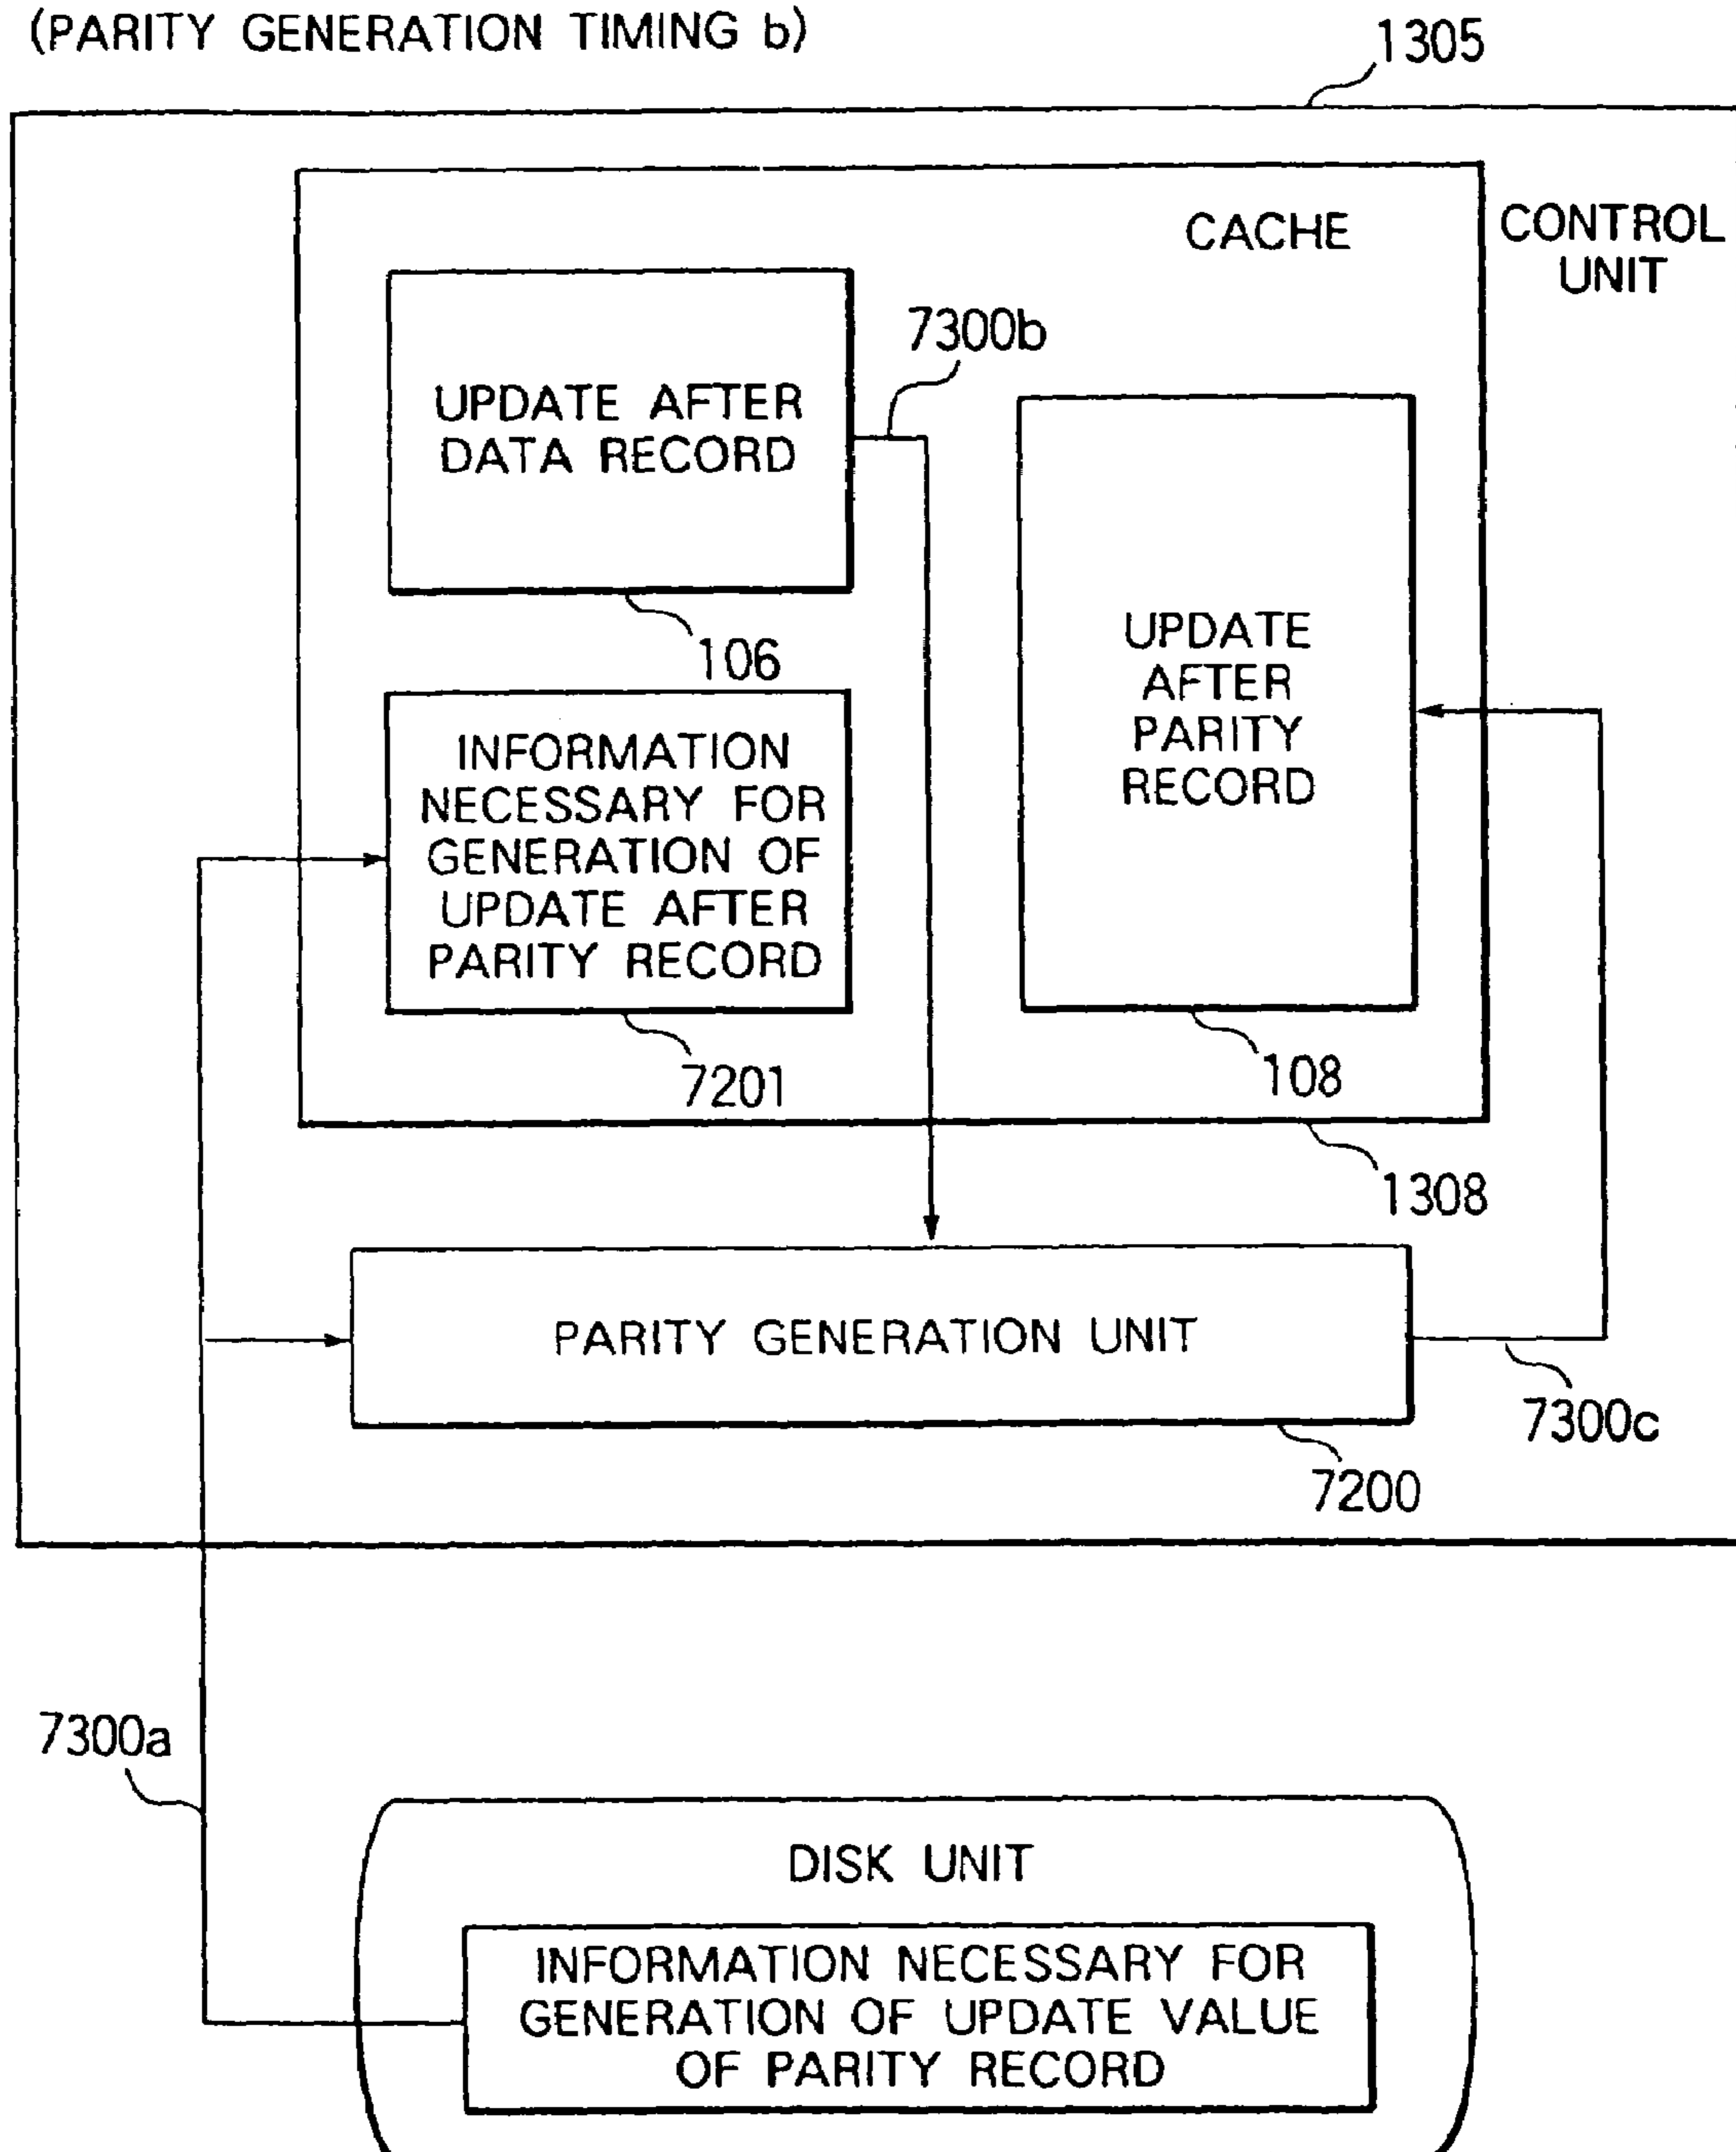 (PARITY GENERATION TIMING b)
1305
CACHE
CONTROL
UNIT
7300b
UPDATE AFTER
DATA RECORD
106
UPDATE
AFTER
PARITY
RECORD
INFORMATION
NECESSARY FOR
GENERATION OF
UPDATE AFTER
PARITY RECORD
7201
108
1308
PARITY GENERATION UNIT
7300c
7200
7300a
DISK UNIT
INFORMATION NECESSARY FOR
GENERATION OF UPDATE VALUE
OF PARITY RECORD